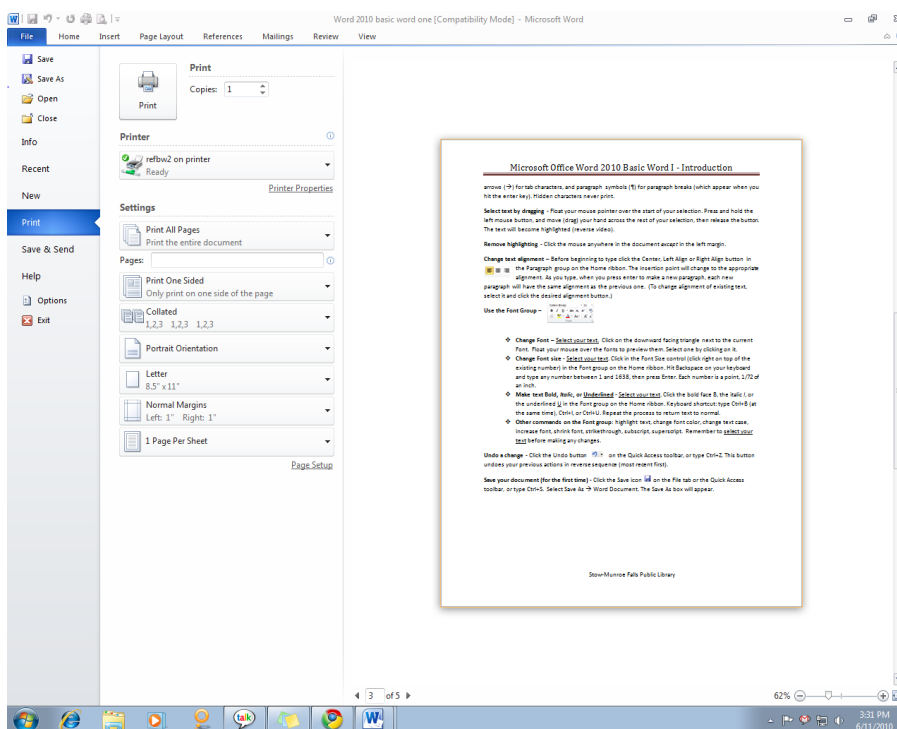 Word 2010 basic word one [Compatibility Mode] - Microsoft Word
File Home Insert Page Layout References Mailings Review View
Save
Save As
Open
Close
Info
Recent
New
Print
Save & Send
Help
Options
Exit
Print
Print
Copies: 1
Printer
refbw2 on printer
Ready
Printer Properties
Settings
Print All Pages
Print the entire document
Pages:
Print One Sided
Only print on one side of the page
Collated
1,2,3 1,2,3 1,2,3
Portrait Orientation
Letter
8.5" x 11"
Normal Margins
Left: 1" Right: 1"
1 Page Per Sheet
Page Setup
Microsoft Office Word 2010 Basic Word I - Introduction
arrows (→) for tab characters, and paragraph symbols (¶) for paragraph breaks (which appear when you
hit the enter key). Hidden characters never print.
Select text by dragging - Float your mouse pointer over the start of your selection. Press and hold the
left mouse button, and move (drag) your hand across the rest of your selection, then release the button.
The text will become highlighted (reverse video).
Remove highlighting - Click the mouse anywhere in the document except in the left margin.
Change text alignment – Before beginning to type click the Center, Left Align or Right Align button in
the Paragraph group on the Home ribbon. The insertion point will change to the appropriate
alignment. As you type, when you press enter to make a new paragraph, each new
paragraph will have the same alignment as the previous one. (To change alignment of existing text,
select it and click the desired alignment button.)
Use the Font Group –
❖ Change Font – Select your text. Click on the downward facing triangle next to the current
Font. Float your mouse over the fonts to preview them. Select one by clicking on it.
❖ Change Font size - Select your text. Click in the Font Size control (click right on top of the
existing number) in the Font group on the Home ribbon. Hit Backspace on your keyboard
and type any number between 1 and 1638, then press Enter. Each number is a point, 1/72 of
an inch.
❖ Make text Bold, Italic, or Underlined - Select your text. Click the bold face B, the italic I, or
the underlined U in the Font group on the Home ribbon. Keyboard shortcut: type Ctrl+B (at
the same time), Ctrl+I, or Ctrl+U. Repeat the process to return text to normal.
❖ Other commands on the Font group: highlight text, change font color, change text case,
increase font, shrink font, strikethrough, subscript, superscript. Remember to select your
text before making any changes.
Undo a change - Click the Undo button on the Quick Access toolbar, or type Ctrl+Z. This button
undoes your previous actions in reverse sequence (most recent first).
Save your document (for the first time) - Click the Save icon on the File tab or the Quick Access
toolbar, or type Ctrl+S. Select Save As → Word Document. The Save As box will appear.
Stow-Munroe Falls Public Library
3 of 5
62%
talk
3:31 PM
6/11/2010